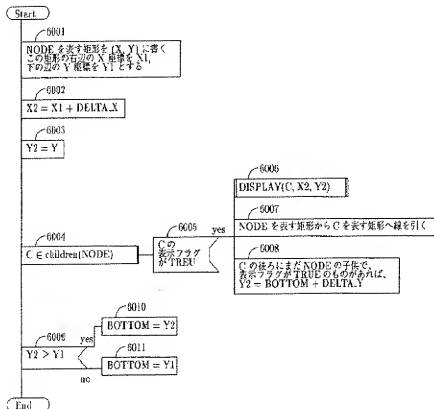 Start
6001
NODE を表す矩形を (X, Y) に書く
この矩形の右辺の X 座標を X1,
下の辺の Y 座標を Y1 とする
6002
X2 = X1 + DELTA_X
6003
Y2 = Y
6004
C ∈ children(NODE)
6005
yes
C の
表示フラグ
が TREU
6006
DISPLAY(C, X2, Y2)
6007
NODE を表す矩形から C を表す矩形へ線を引く
6008
C の後ろにまだ NODE の子供で、
表示フラグが TRUE のものがあれば、
Y2 = BOTTOM + DELTA_Y
6009
Y2 > Y1
yes
6010
BOTTOM = Y2
6011
BOTTOM = Y1
no
End